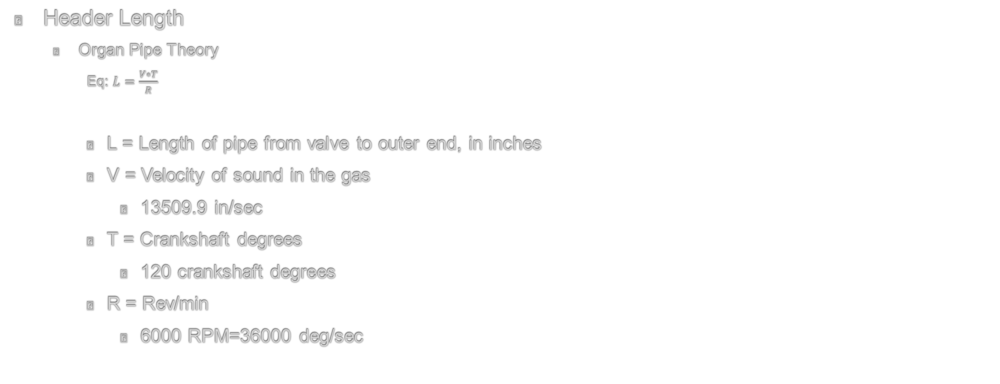 Header Length
Organ Pipe Theory
Eq: L = V*T/R
L = Length of pipe from valve to outer end, in inches
V = Velocity of sound in the gas
13509.9 in/sec
T = Crankshaft degrees
120 crankshaft degrees
R = Rev/min
6000 RPM=36000 deg/sec